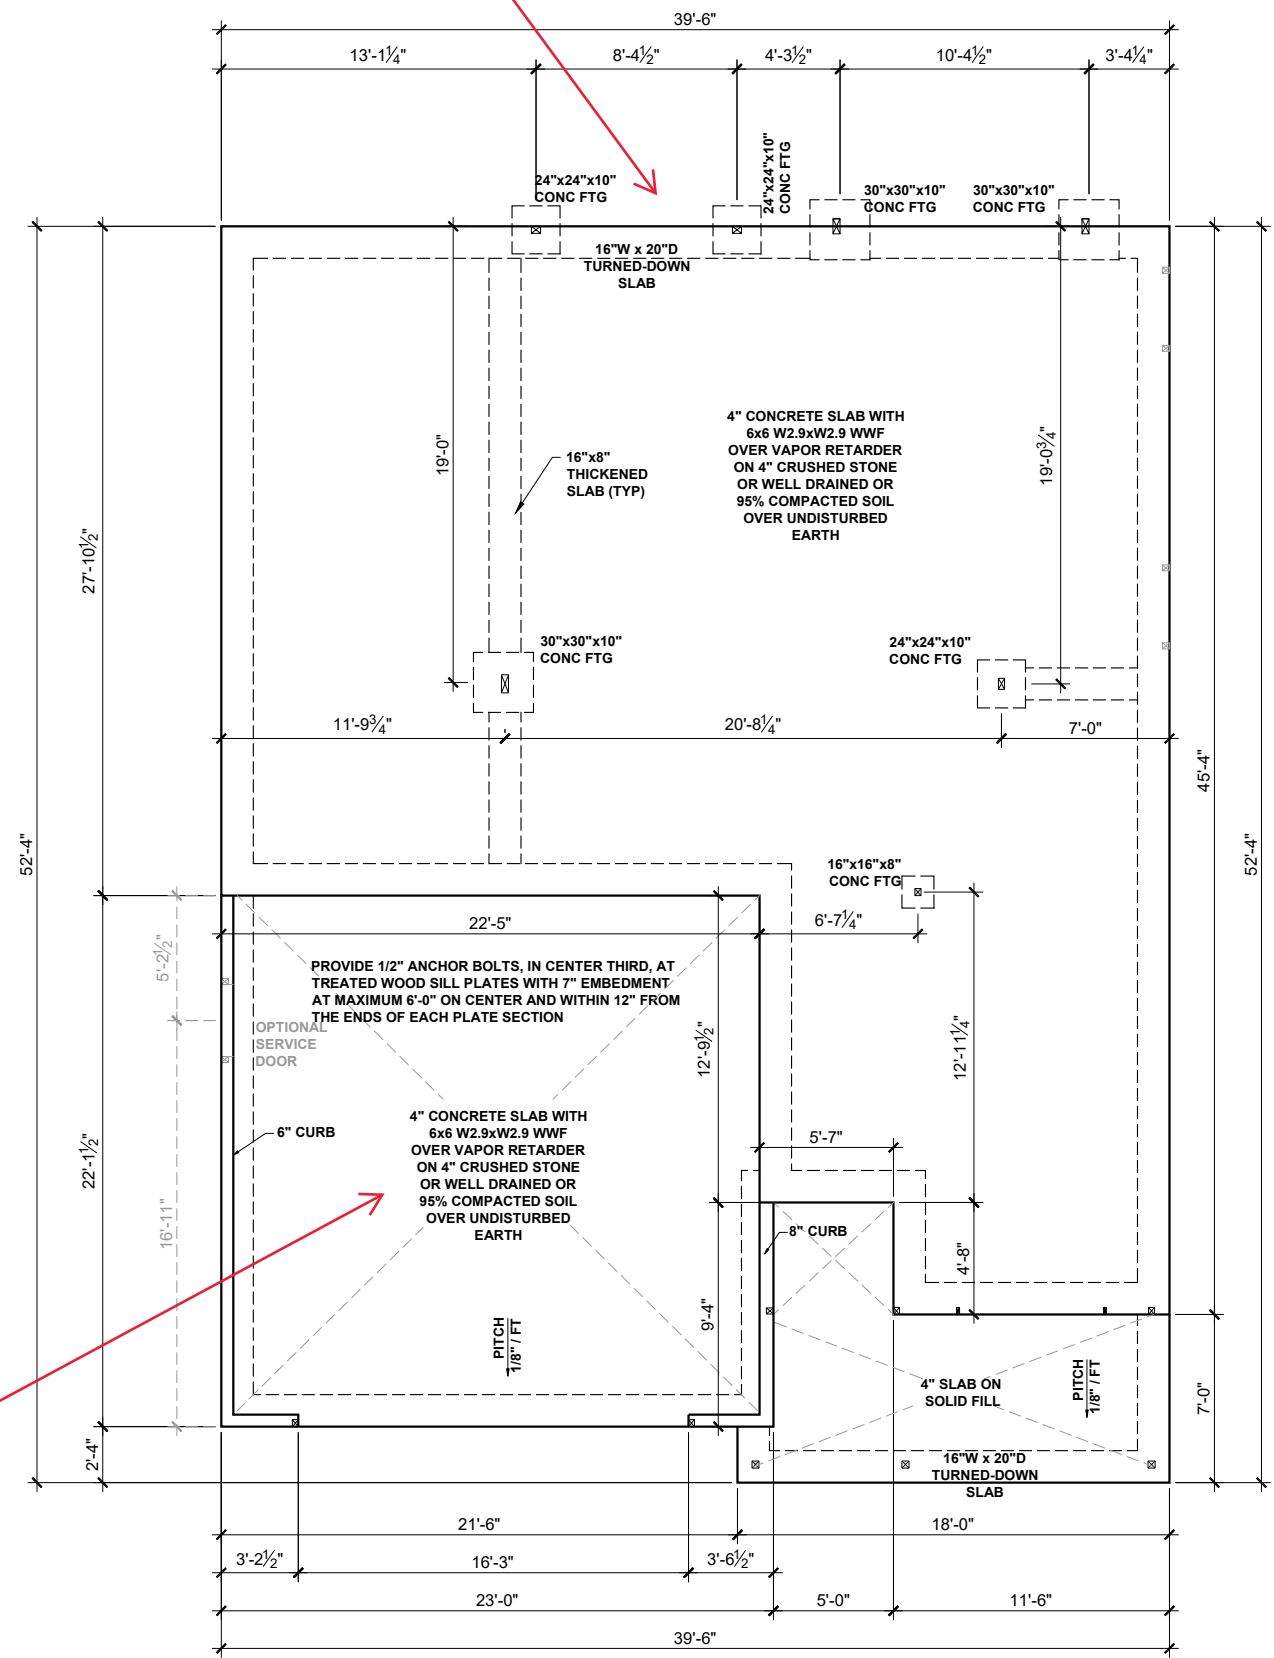 39'-6"
13'-1¼"
8'-4½"
4'-3½"
10'-4½"
3'-4¼"
24"x24"x10"
CONC FTG
24"x24"x10"
CONC FTG
30"x30"x10"
CONC FTG
30"x30"x10"
CONC FTG
16"W x 20"D
TURNED-DOWN
SLAB
4" CONCRETE SLAB WITH
6x6 W2.9xW2.9 WWF
OVER VAPOR RETARDER
ON 4" CRUSHED STONE
OR WELL DRAINED OR
95% COMPACTED SOIL
OVER UNDISTURBED
EARTH
19'-0"
16"x8"
THICKENED
SLAB (TYP)
19'-0¾"
27'-10½"
30"x30"x10"
CONC FTG
24"x24"x10"
CONC FTG
11'-9¾"
20'-8¼"
7'-0"
45'-4"
52'-4"
52'-4"
16"x16"x8"
CONC FTG
22'-5"
6'-7¼"
5'-2½"
PROVIDE 1/2" ANCHOR BOLTS, IN CENTER THIRD, AT
TREATED WOOD SILL PLATES WITH 7" EMBEDMENT
AT MAXIMUM 6'-0" ON CENTER AND WITHIN 12" FROM
THE ENDS OF EACH PLATE SECTION
OPTIONAL
SERVICE
DOOR
12'-9½"
12'-11¼"
4" CONCRETE SLAB WITH
6x6 W2.9xW2.9 WWF
OVER VAPOR RETARDER
ON 4" CRUSHED STONE
OR WELL DRAINED OR
95% COMPACTED SOIL
OVER UNDISTURBED
EARTH
6" CURB
5'-7"
22'-1½"
16'-11"
8" CURB
4'-8"
9'-4"
PITCH
1/8" / FT
4" SLAB ON
SOLID FILL
PITCH
1/8" / FT
7'-0"
2'-4"
16"W x 20"D
TURNED-DOWN
SLAB
21'-6"
18'-0"
3'-2½"
16'-3"
3'-6½"
23'-0"
5'-0"
11'-6"
39'-6"